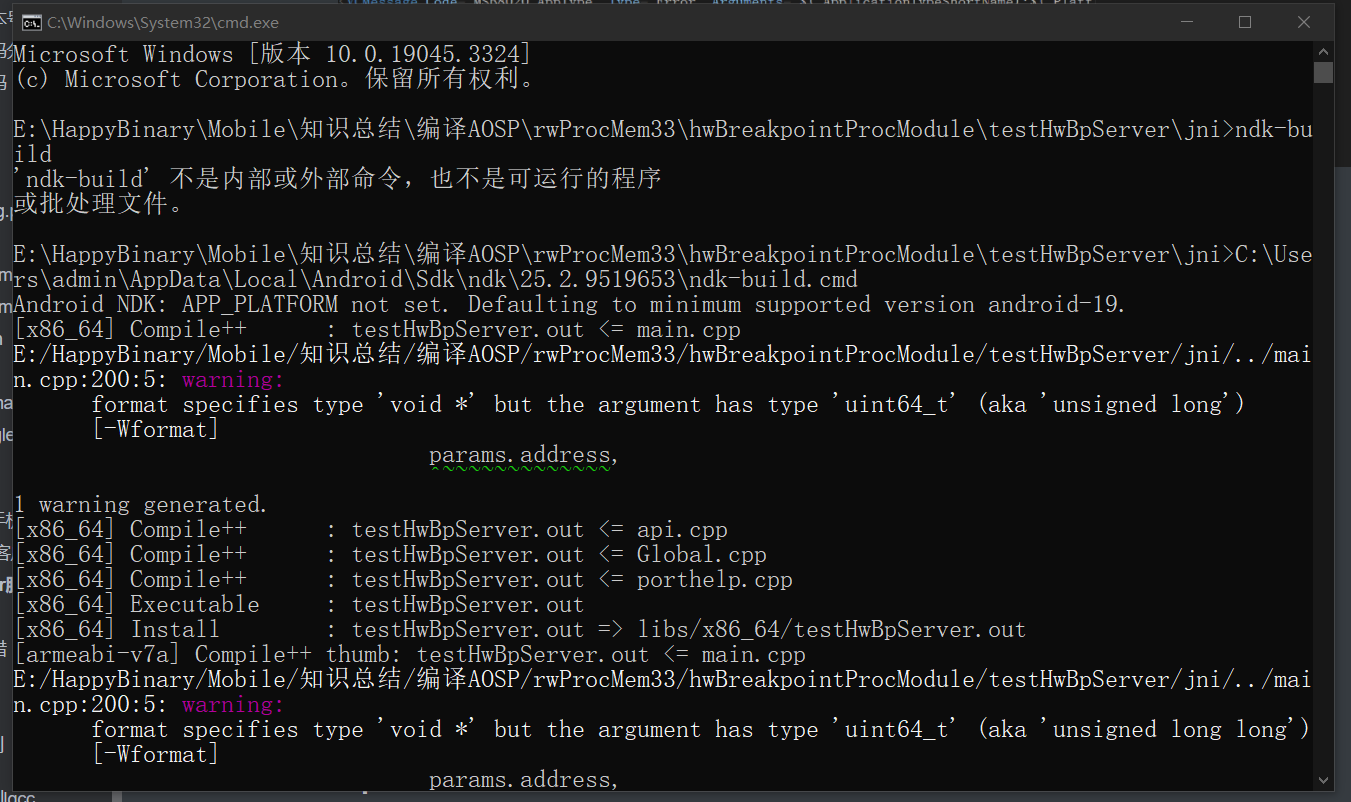 C:\Windows\System32\cmd.exe
Microsoft Windows [版本 10.0.19045.3324]
(c) Microsoft Corporation。保留所有权利。
E:\HappyBinary\Mobile\知识总结\编译AOSP\rwProcMem33\hwBreakpointProcModule\testHwBpServer\jni>ndk-bu
ild
'ndk-build' 不是内部或外部命令，也不是可运行的程序
或批处理文件。
E:\HappyBinary\Mobile\知识总结\编译AOSP\rwProcMem33\hwBreakpointProcModule\testHwBpServer\jni>C:\Use
rs\admin\AppData\Local\Android\Sdk\ndk\25.2.9519653\ndk-build.cmd
Android NDK: APP_PLATFORM not set. Defaulting to minimum supported version android-19.
[x86_64] Compile++      : testHwBpServer.out <= main.cpp
E:/HappyBinary/Mobile/知识总结/编译AOSP/rwProcMem33/hwBreakpointProcModule/testHwBpServer/jni/../mai
n.cpp:200:5: warning:
format specifies type 'void *' but the argument has type 'uint64_t' (aka 'unsigned long')
[-Wformat]
params.address,
1 warning generated.
[x86_64] Compile++      : testHwBpServer.out <= api.cpp
[x86_64] Compile++      : testHwBpServer.out <= Global.cpp
[x86_64] Compile++      : testHwBpServer.out <= porthelp.cpp
[x86_64] Executable     : testHwBpServer.out
[x86_64] Install        : testHwBpServer.out => libs/x86_64/testHwBpServer.out
[armeabi-v7a] Compile++ thumb: testHwBpServer.out <= main.cpp
E:/HappyBinary/Mobile/知识总结/编译AOSP/rwProcMem33/hwBreakpointProcModule/testHwBpServer/jni/../mai
n.cpp:200:5: warning:
format specifies type 'void *' but the argument has type 'uint64_t' (aka 'unsigned long long')
[-Wformat]
params.address,